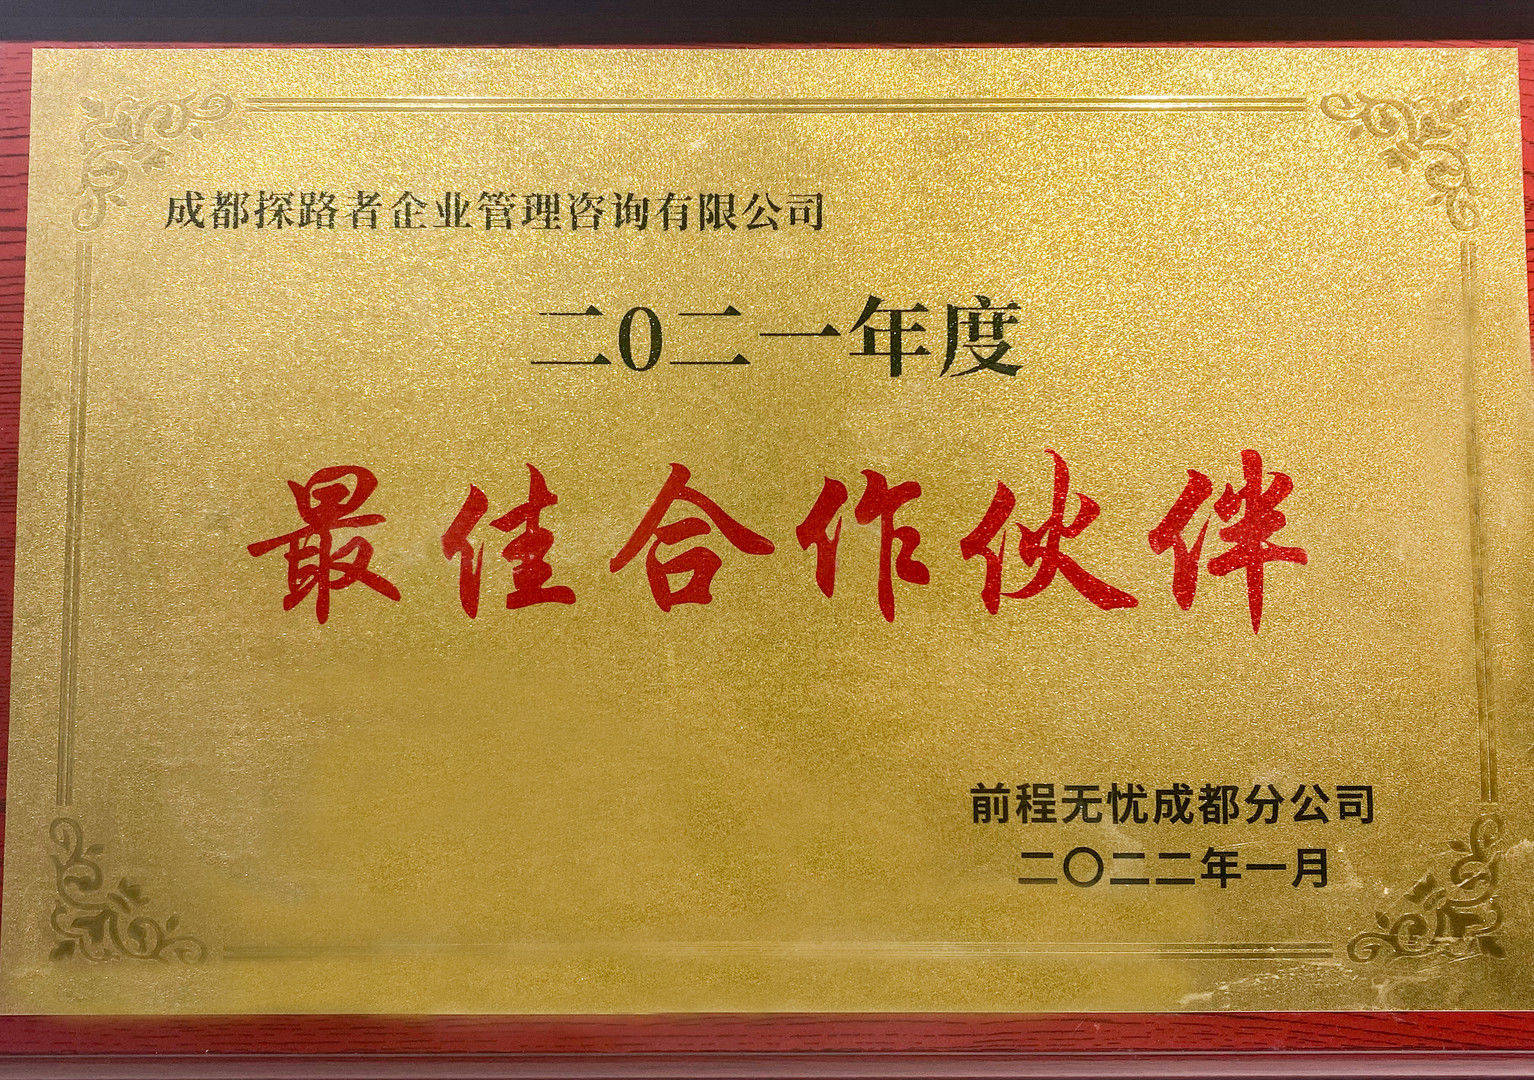 成都探路者企业管理咨询有限公司
二0二一年度
最佳合作伙伴
前程无忧成都分公司
二〇二二年一月